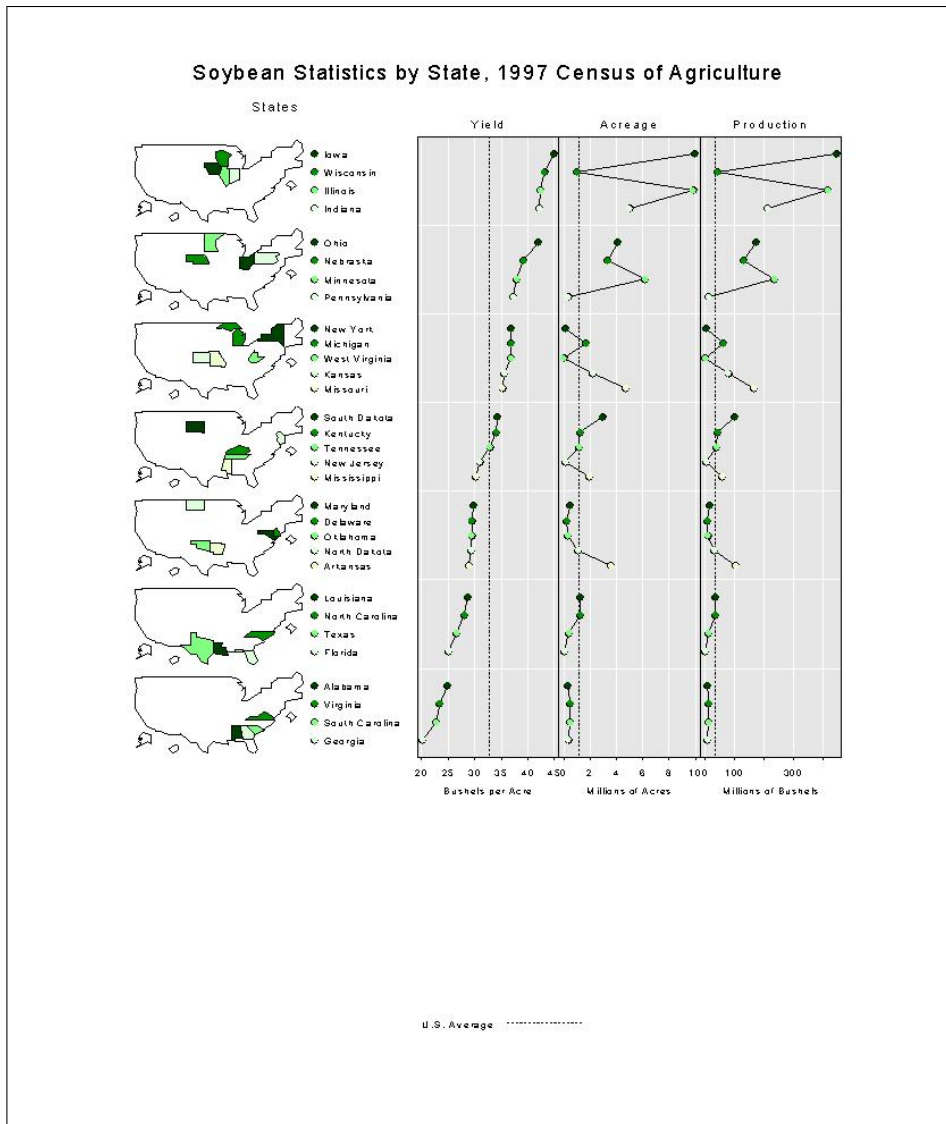 Soybean Statistics by State, 1997 Census of Agriculture
States
Yield Acreage Production
Iowa
Wisconsin
Illinois
Indiana
Ohio
Nebraska
Minnesota
Pennsylvania
New York
Michigan
West Virginia
Kansas
Missouri
South Dakota
Kentucky
Tennessee
New Jersey
Mississippi
Maryland
Delaware
Oklahoma
North Dakota
Arkansas
Louisiana
North Carolina
Texas
Florida
Alabama
Virginia
South Carolina
Georgia
20 25 30 35 45 0 2 4 6 8 10 0 100 300
Bushels per Acre Millions of Acres Millions of Bushels
U.S. Average